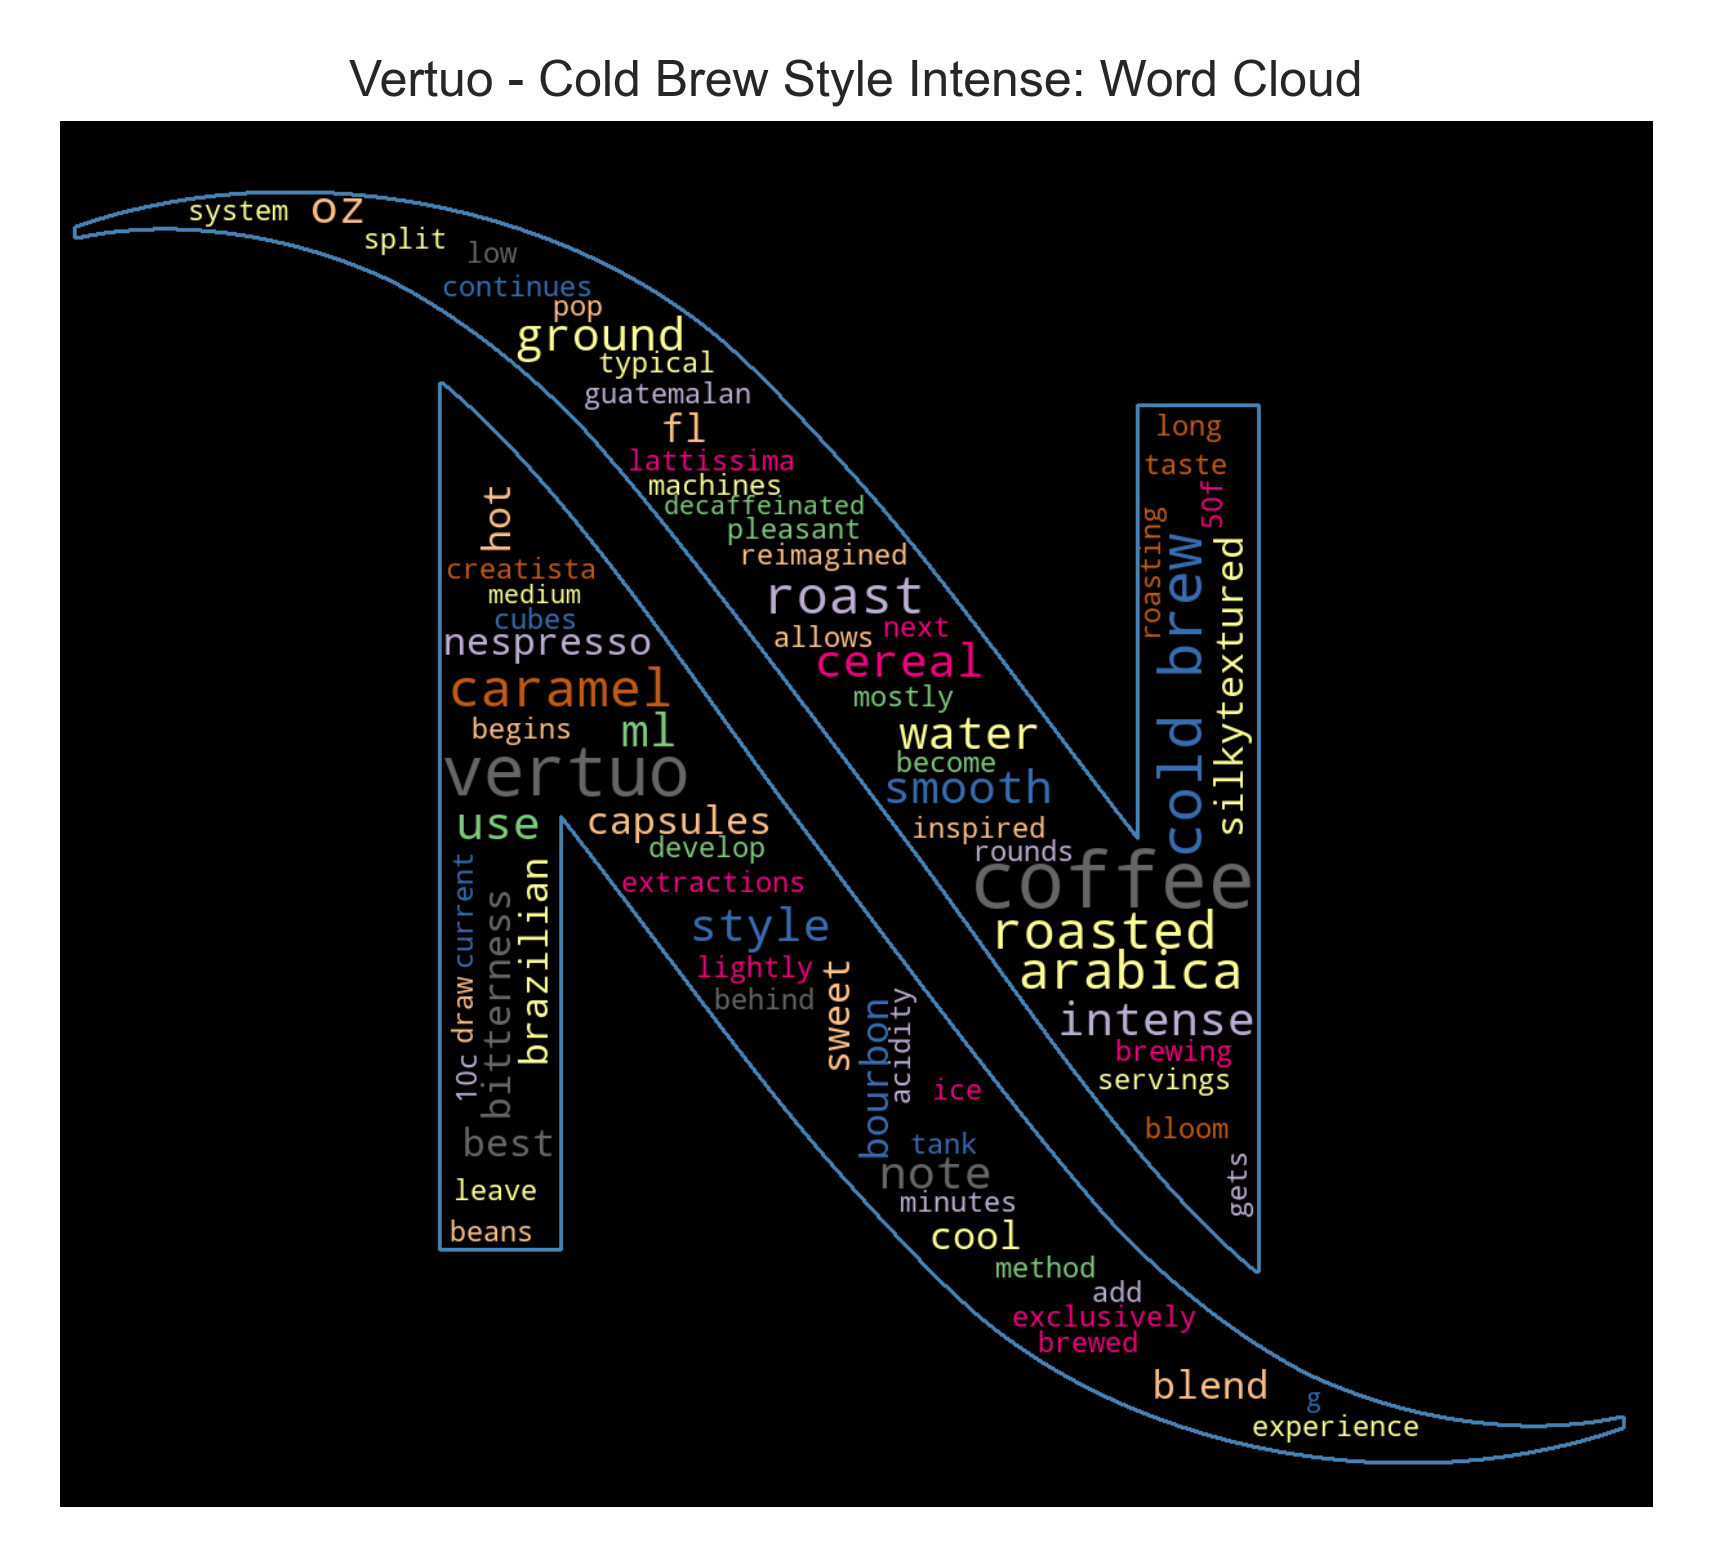 Vertuo - Cold Brew Style Intense: Word Cloud
system
oz
split
low
continues
pop
ground
typical
guatemalan
fl
lattissima
machines
decaffeinated
pleasant
reimagined
roast
next
allows
cereal
mostly
water
become
smooth
inspired
rounds
coffee
roasted
arabica
intense
brewing
servings
bloom
gets
long
taste
50f
roasting
cold brew
silkytextured
hot
creatista
medium
cubes
nespresso
caramel
begins
ml
vertuo
use
capsules
develop
current
draw
10c
bitterness
brazilian
best
leave
beans
extractions
style
lightly
behind
sweet
bourbon
acidity
ice
tank
note
minutes
cool
method
add
exclusively
brewed
blend
g
experience